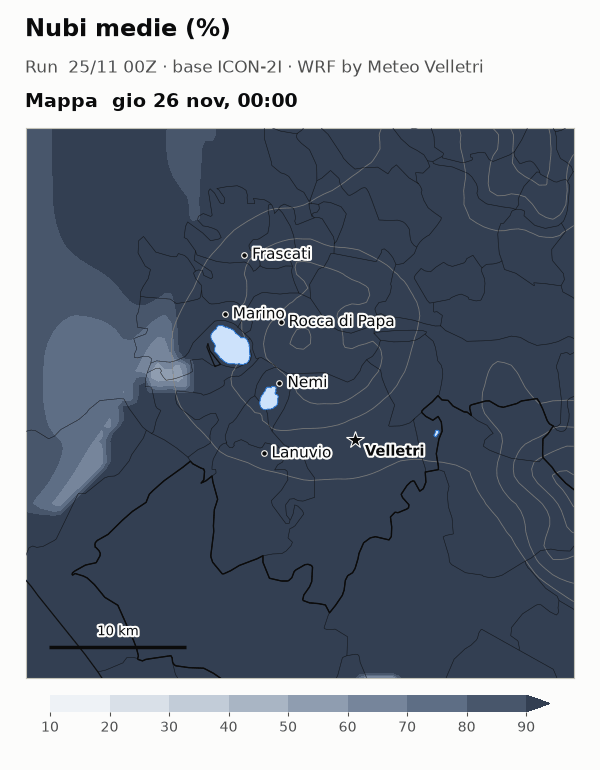 Nubi medie (%)
Run 25/11 00Z · base ICON-2I · WRF by Meteo Velletri
Mappa gio 26 nov, 00:00
Frascati
Marino
Rocca di Papa
Nemi
Velletri
Lanuvio
10 km
10 20 30 40 50 60 70 80 90